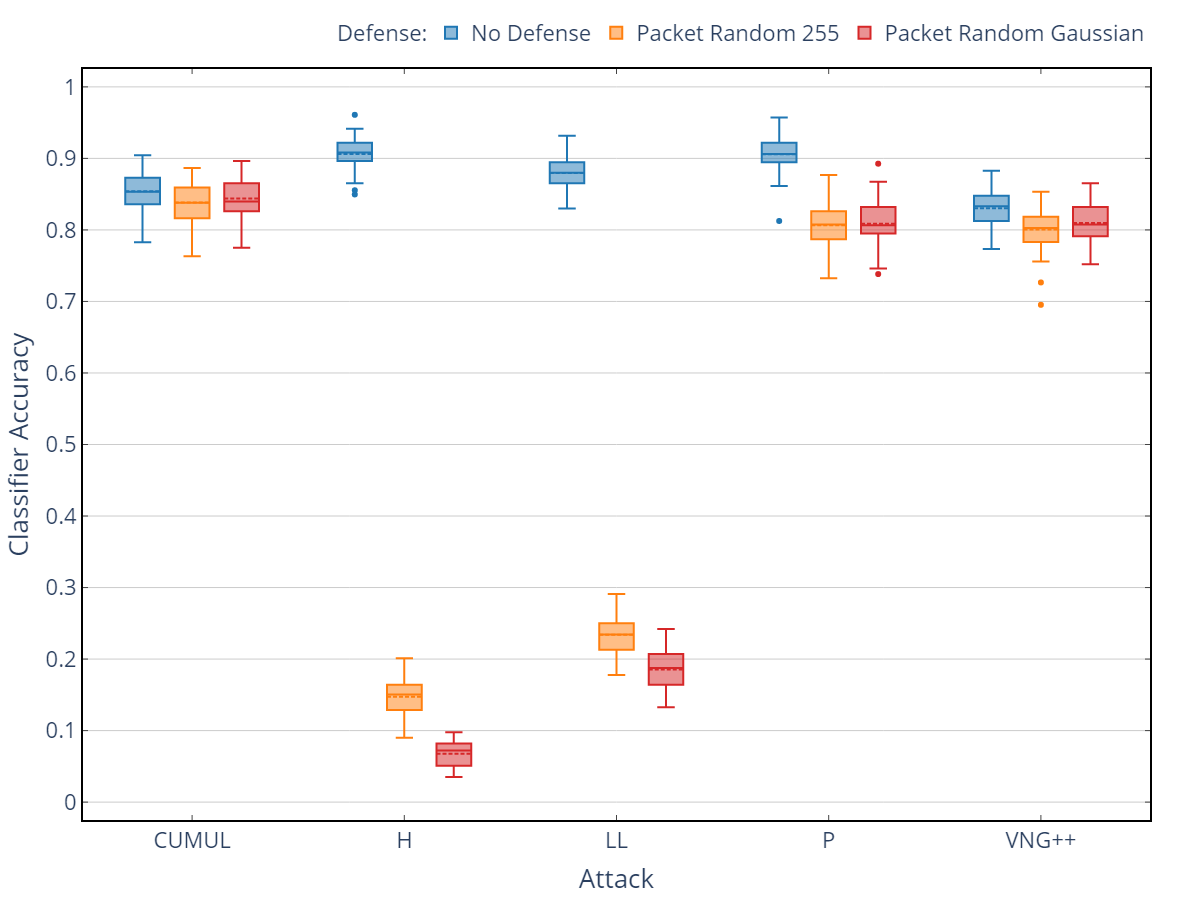 Defense: No Defense Packet Random 255 Packet Random Gaussian
1
0.9
0.8
0.7
0.6
0.5
0.4
0.3
0.2
0.1
0
Classifier Accuracy
CUMUL H LL P VNG++
Attack